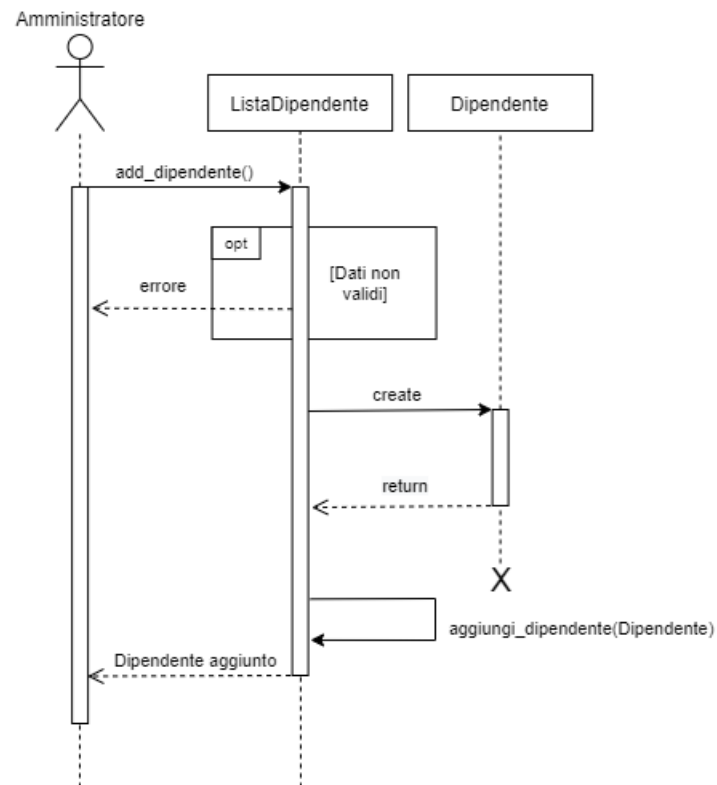 Amministratore
ListaDipendente
Dipendente
add_dipendente()
opt
[Dati non
validi]
errore
create
return
X
aggiungi_dipendente(Dipendente)
Dipendente aggiunto